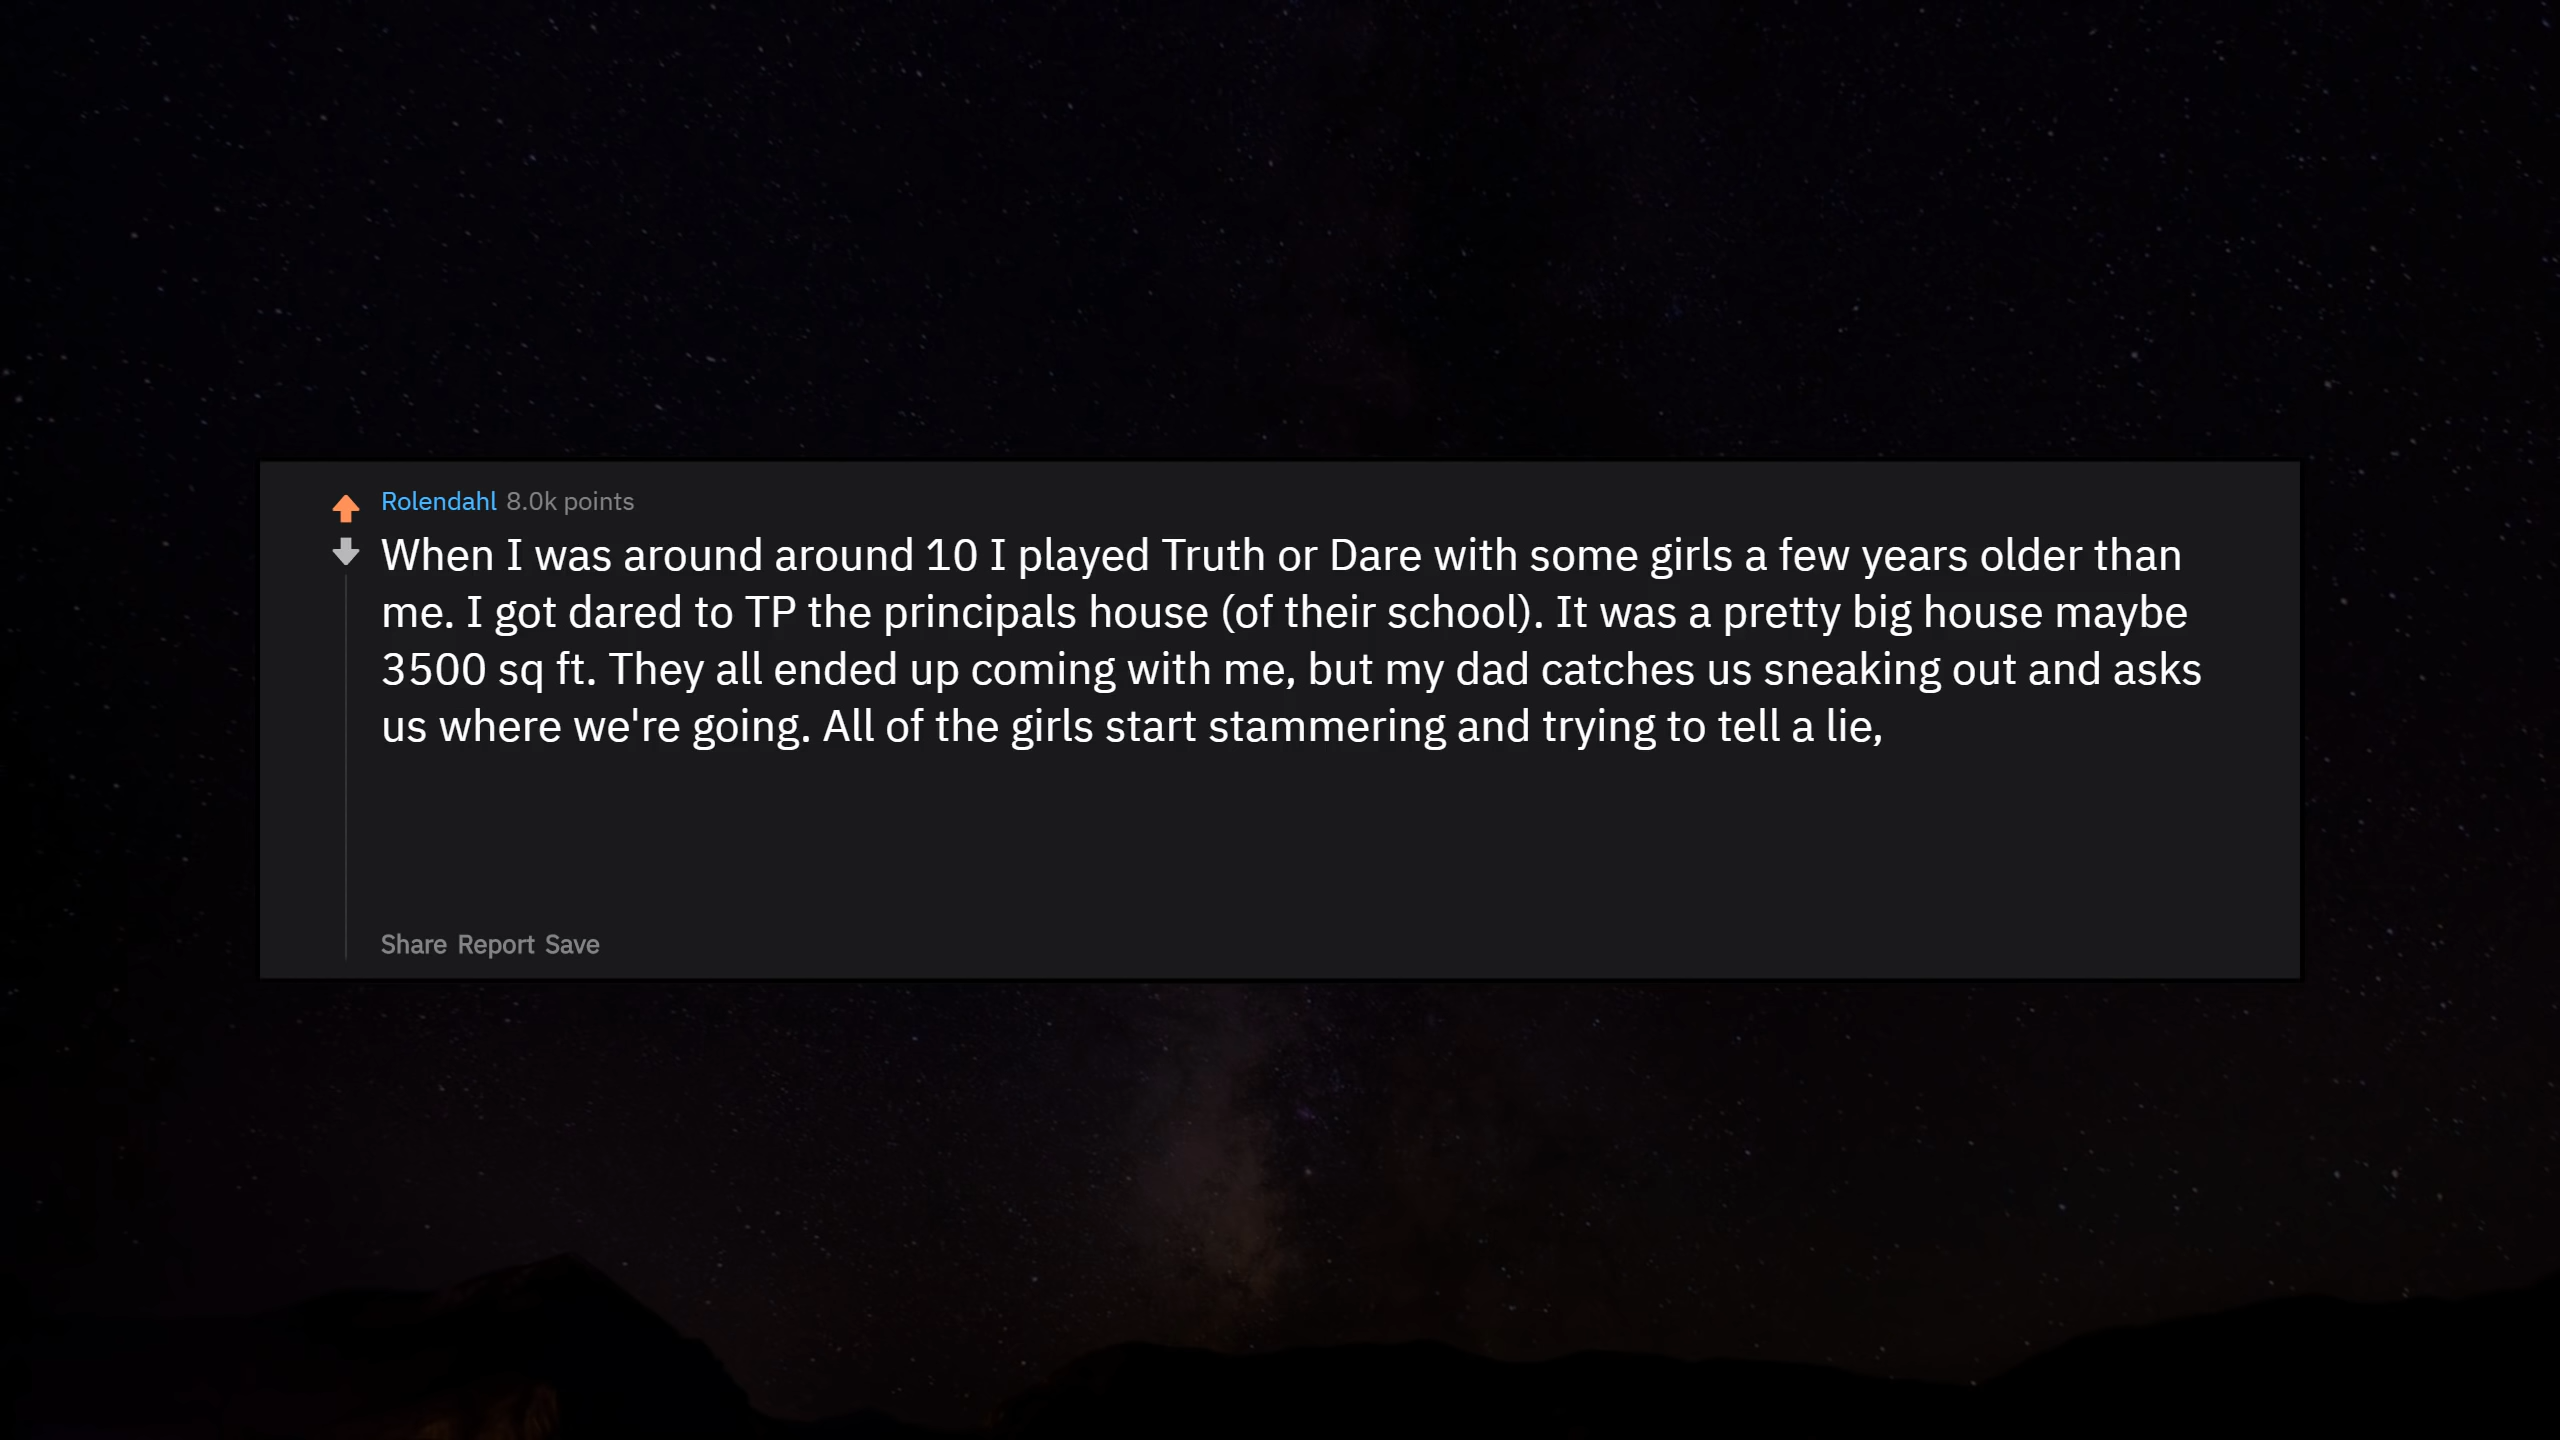 Rolendahl 8.0k points
When I was around around 10 I played Truth or Dare with some girls a few years older than
me. I got dared to TP the principals house (of their school). It was a pretty big house maybe
3500 sq ft. They all ended up coming with me, but my dad catches us sneaking out and asks
us where we're going. All of the girls start stammering and trying to tell a lie,
Share Report Save